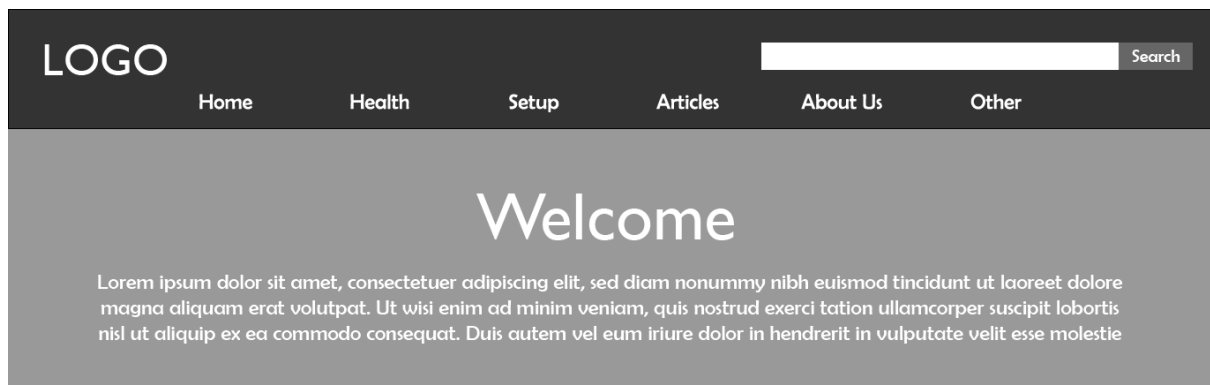 LOGO
Search
Home Health Setup Articles About Us Other
Welcome
Lorem ipsum dolor sit amet, consectetuer adipiscing elit, sed diam nonummy nibh euismod tincidunt ut laoreet dolore
magna aliquam erat volutpat. Ut wisi enim ad minim veniam, quis nostrud exerci tation ullamcorper suscipit lobortis
nisl ut aliquip ex ea commodo consequat. Duis autem vel eum iriure dolor in hendrerit in vulputate velit esse molestie